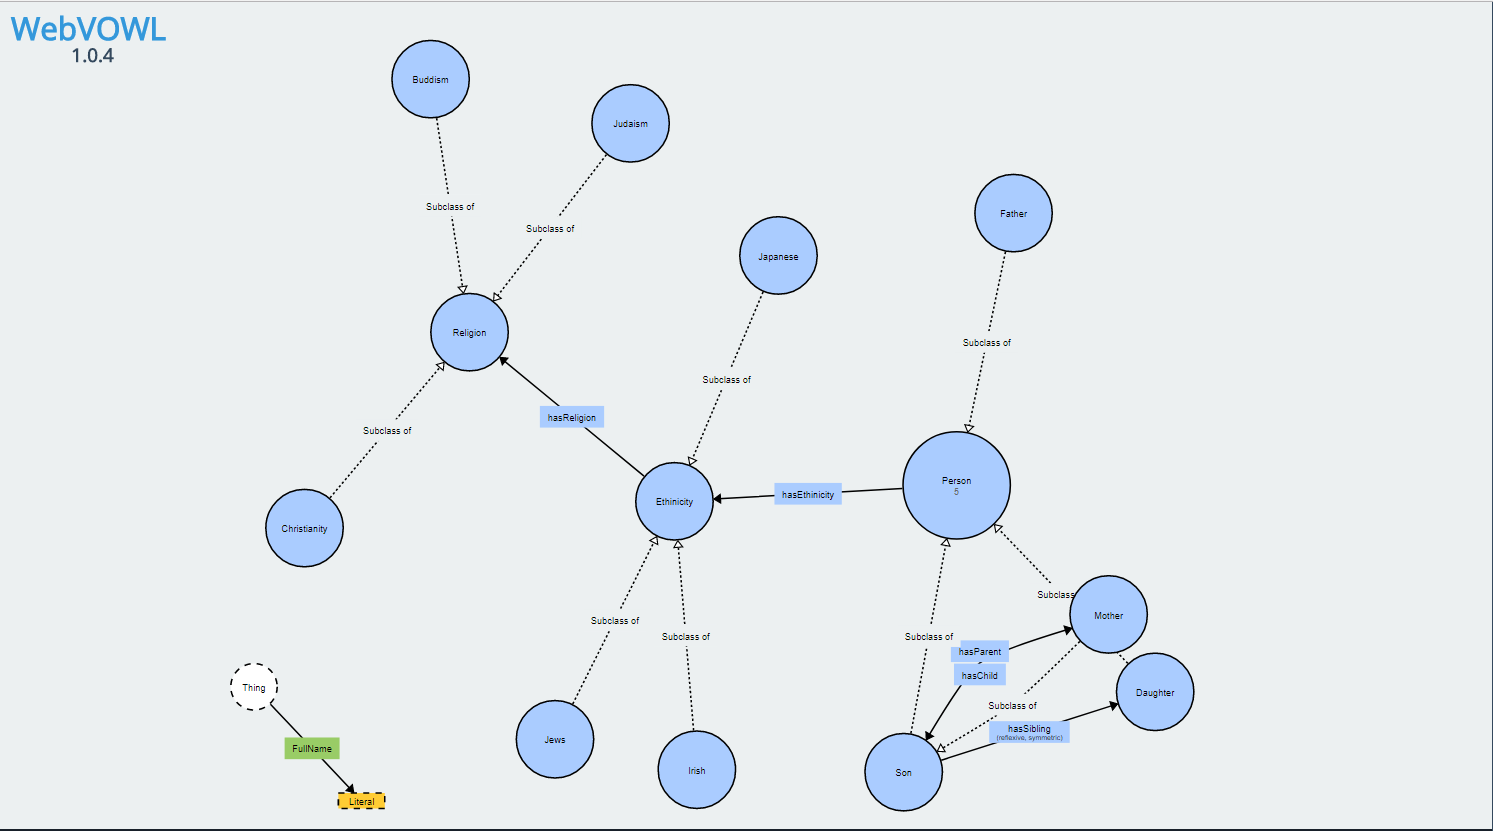 WebVOWL
1.0.4
Buddism
Judaism
Subclass of
Subclass of
Father
Japanese
Religion
Subclass of
Subclass of
hasReligion
Subclass of
Christianity
Ethinicity
hasEthinicity
Person
5
Subclass of
Subclass of
Subclass of
Subclass
Mother
hasParent
hasChild
Thing
FullName
Literal
Jews
Irish
Subclass of
hasSibling
(reflexive, symmetric)
Daughter
Son